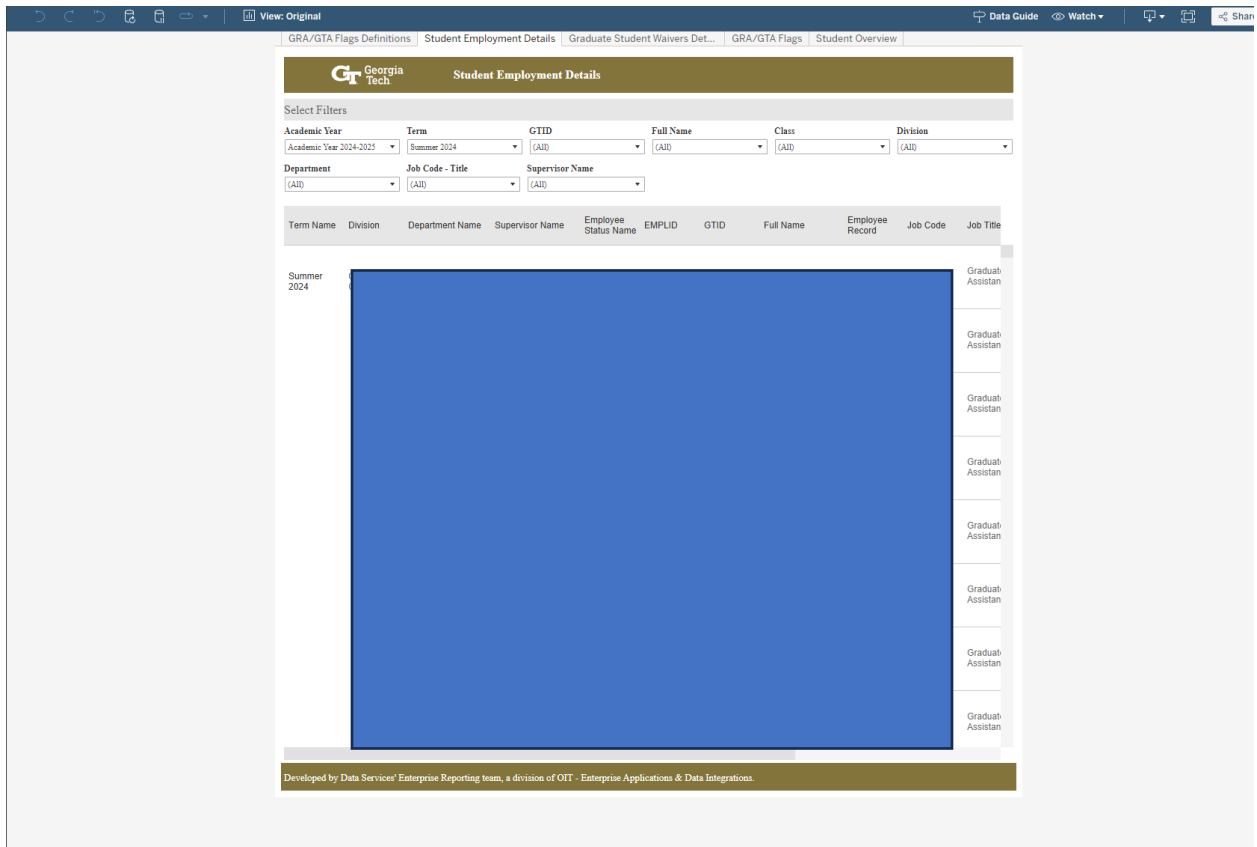 View: Original
Data Guide
Watch
Share
GRA/GTA Flags Definitions
Student Employment Details
Graduate Student Waivers Det...
GRA/GTA Flags
Student Overview
GT Georgia Tech
Student Employment Details
Select Filters
Academic Year Term GTID Full Name Class Division
Academic Year 2024-2025 Summer 2024 (All) (All) (All) (All)
Department Job Code - Title Supervisor Name
(All) (All) (All)
Term Name Division Department Name Supervisor Name Employee Status Name EMPLID GTID Full Name Employee Record Job Code Job Title
Summer
2024
Graduat
Assistan
Graduat
Assistan
Graduat
Assistan
Graduat
Assistan
Graduat
Assistan
Graduat
Assistan
Graduat
Assistan
Graduat
Assistan
Developed by Data Services' Enterprise Reporting team, a division of OIT - Enterprise Applications & Data Integrations.